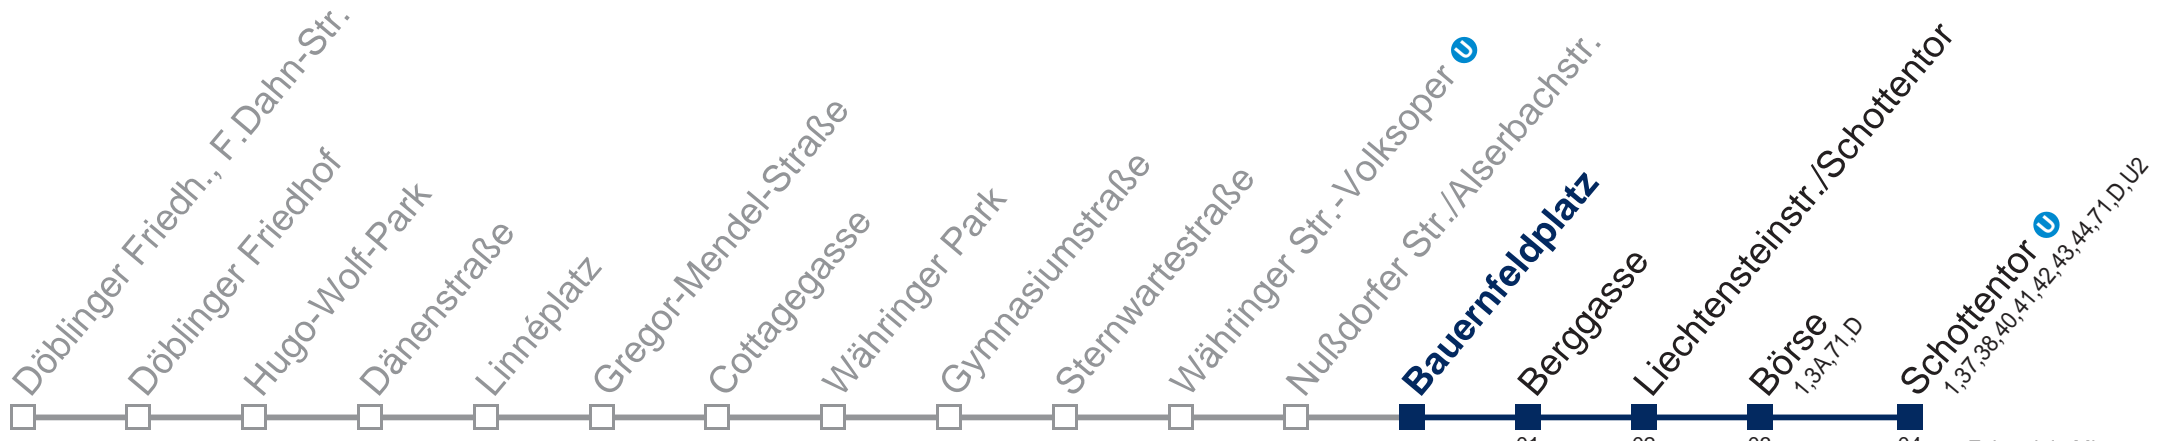 Döblinger Friedh., F.Dahn-Str.
Döblinger Friedhof
Hugo-Wolf-Park
Dänenstraße
Linnéplatz
Gregor-Mendel-Straße
Cottagegasse
Währinger Park
Gymnasiumstraße
Sternwartestraße
Währinger Str.-Volksoper U
Nußdorfer Str./Alserbachstr.
Bauernfeldplatz
Berggasse
Liechtensteinstr./Schottentor
Börse
1,3A,71,D
Schottentor U
1,37,38,40,41,42,43,44,71,D,U2